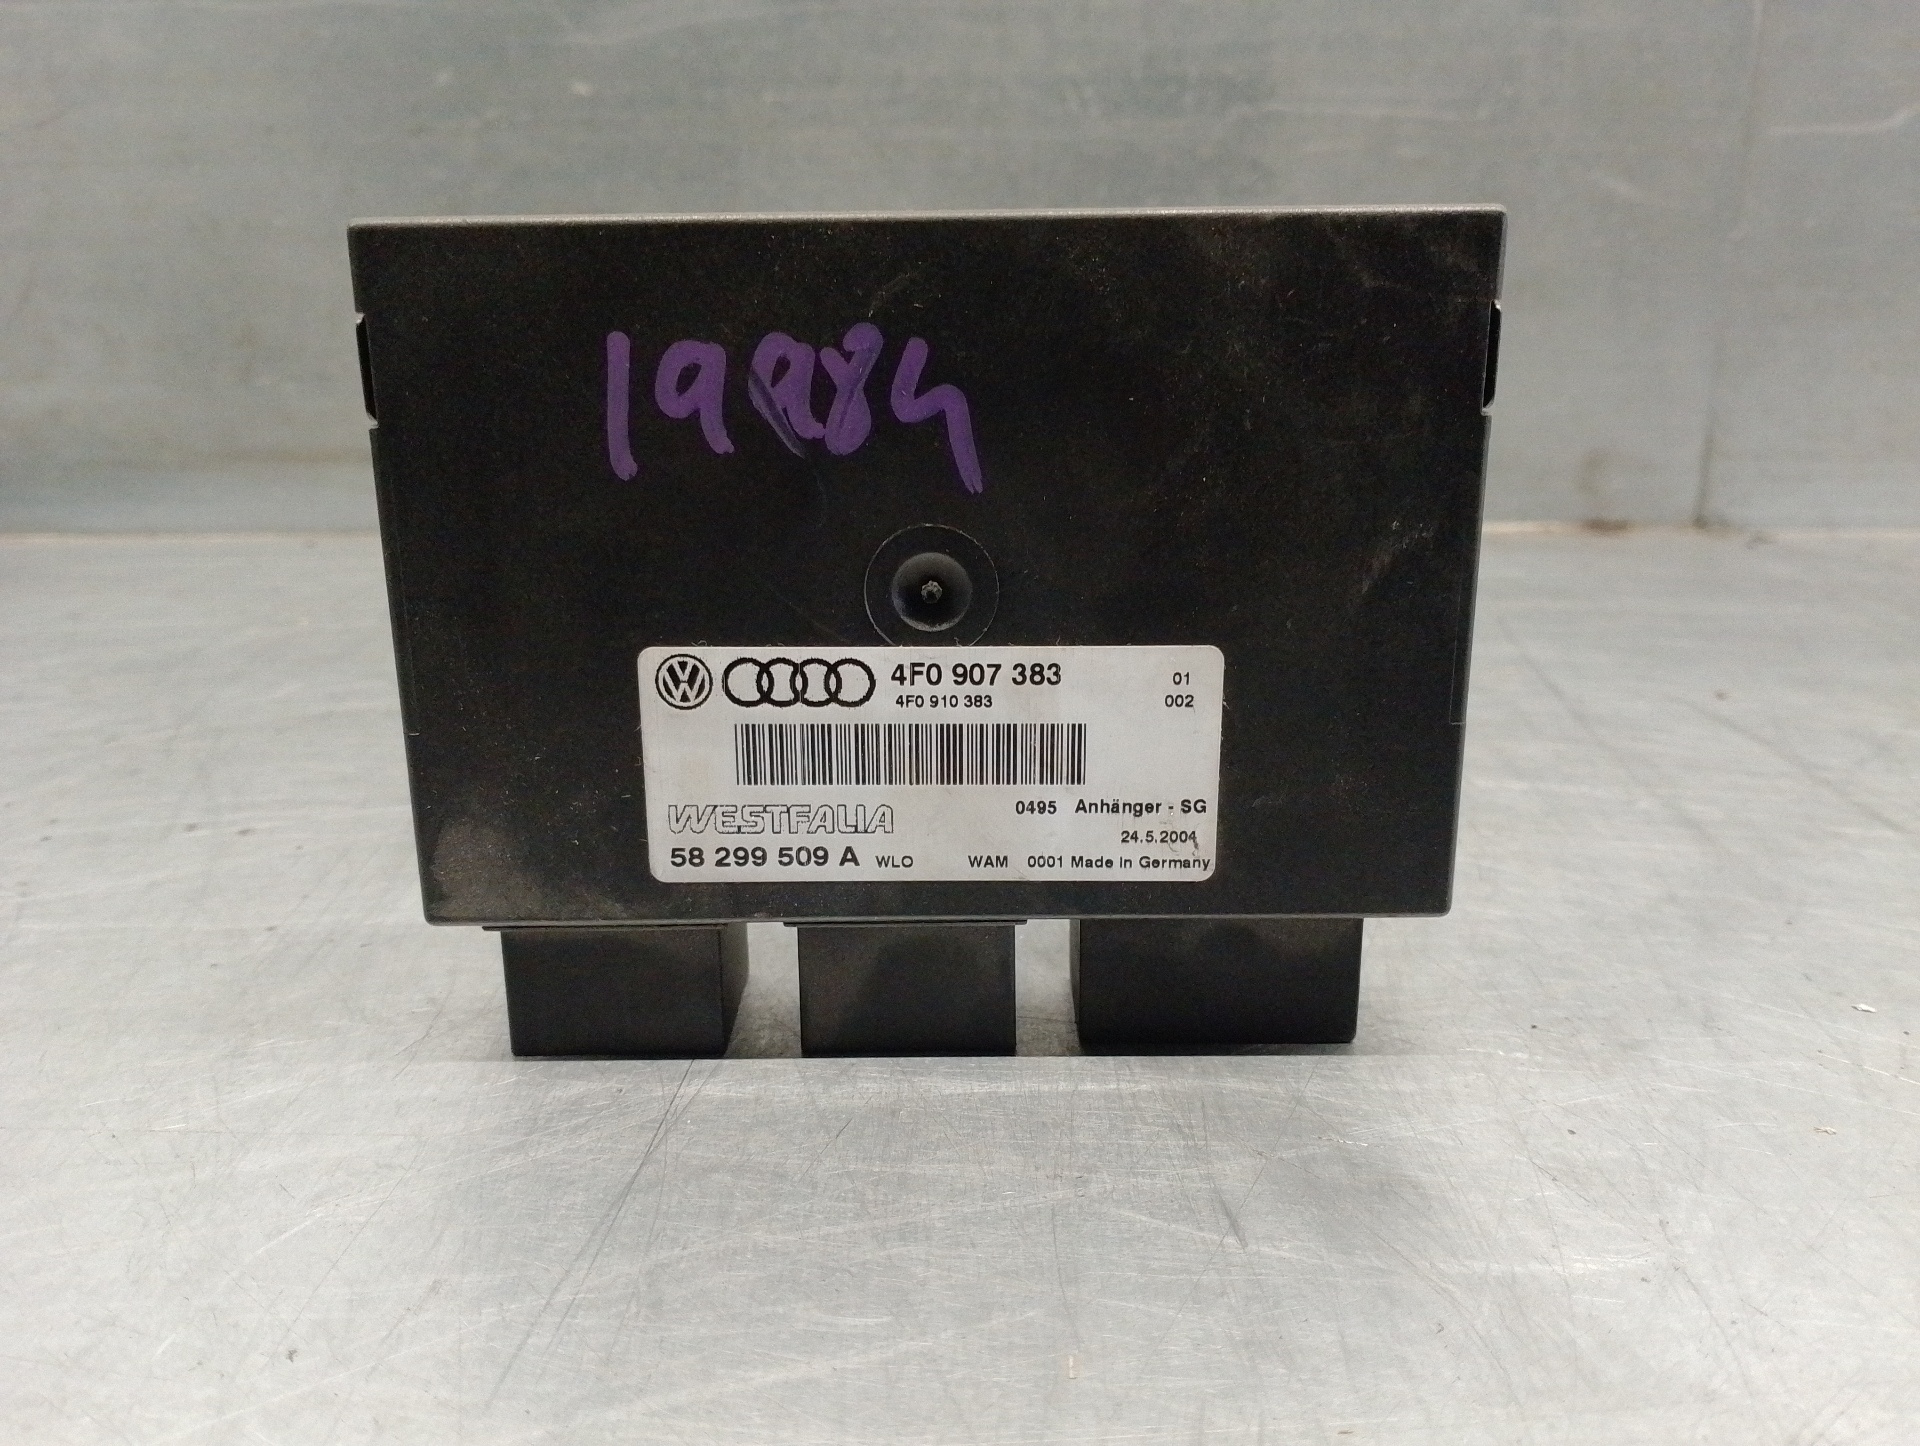 19984
4F0 907 383 01
4F0 910 383 002
WESTFALIA 0495 Anhänger - SG
24.5.2004
58 299 509 A WLO WAM 0001 Made in Germany